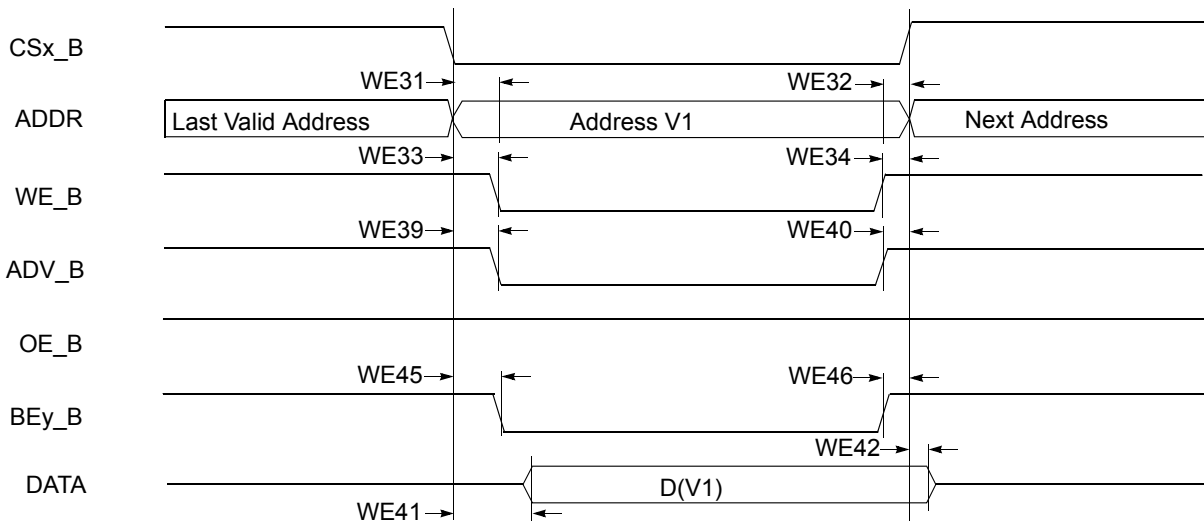 CSx_B
WE31
WE32
ADDR
Last Valid Address
Address V1
Next Address
WE33
WE34
WE_B
WE39
WE40
ADV_B
OE_B
WE45
WE46
BEy_B
WE42
DATA
D(V1)
WE41